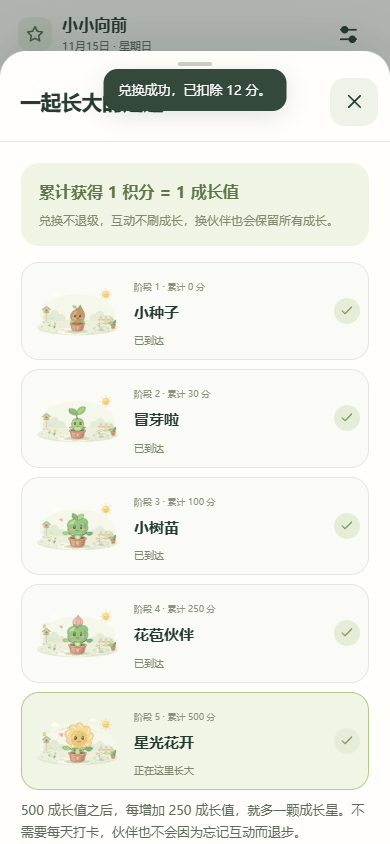 小小向前
11月15日 · 星期日
兑换成功，已扣除 12 分。
一起长大
累计获得 1 积分 = 1 成长值
兑换不退级，互动不刷成长，换伙伴也会保留所有成长。
阶段 1 · 累计 0 分
小种子
已到达
阶段 2 · 累计 30 分
冒芽啦
已到达
阶段 3 · 累计 100 分
小树苗
已到达
阶段 4 · 累计 250 分
花苞伙伴
已到达
阶段 5 · 累计 500 分
星光花开
正在这里长大
500 成长值之后，每增加 250 成长值，就多一颗成长星。不
需要每天打卡，伙伴也不会因为忘记互动而退步。